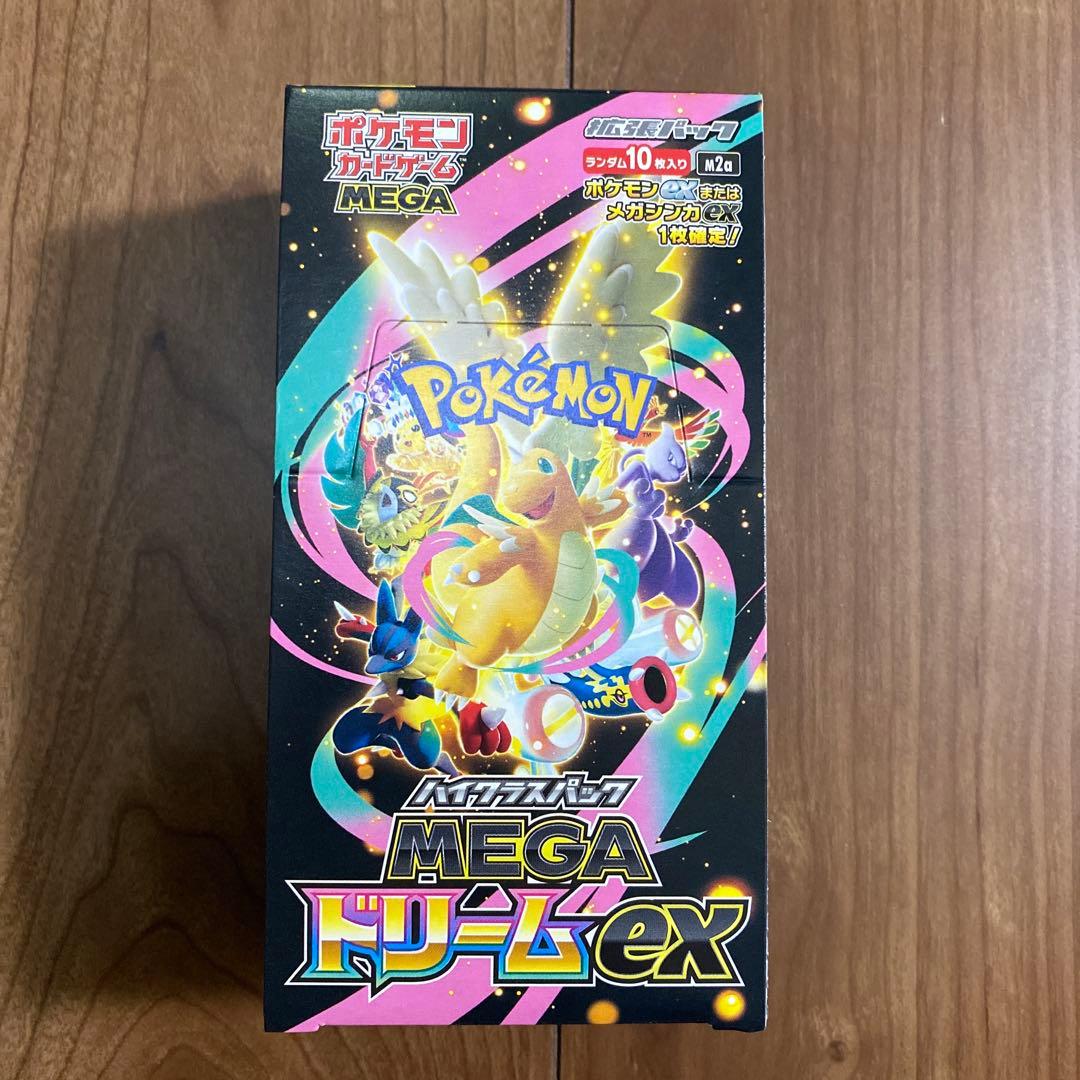 ポケモン
カードゲーム™
MEGA
拡張パック
ランダム10枚入り
M2a
ポケモンexまたは
メガシンカex
1枚確定!
POKéMON™
ハイクラスパック
MEGA
ドリームex